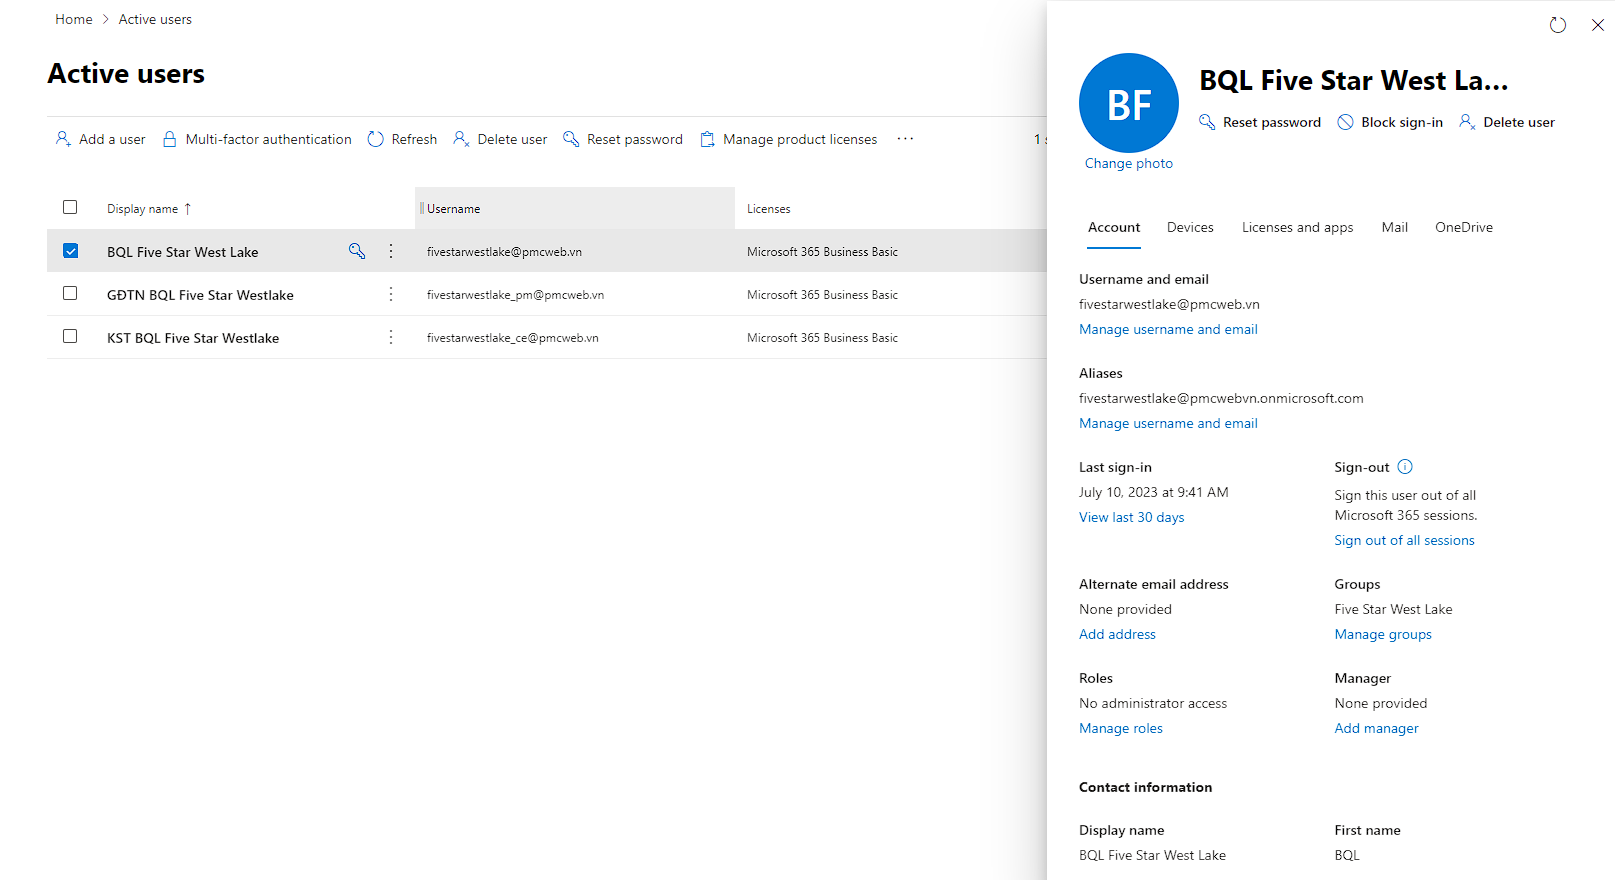 Home > Active users
Active users
Add a user Multi-factor authentication Refresh Delete user Reset password Manage product licenses ... 1
Display name ↑ Username Licenses
BQL Five Star West Lake fivestarwestlake@pmcweb.vn Microsoft 365 Business Basic
GĐTN BQL Five Star Westlake fivestarwestlake_pm@pmcweb.vn Microsoft 365 Business Basic
KST BQL Five Star Westlake fivestarwestlake_ce@pmcweb.vn Microsoft 365 Business Basic
BF
Change photo
BQL Five Star West La...
Reset password Block sign-in Delete user
Account Devices Licenses and apps Mail OneDrive
Username and email
fivestarwestlake@pmcweb.vn
Manage username and email
Aliases
fivestarwestlake@pmcwebvn.onmicrosoft.com
Manage username and email
Last sign-in
July 10, 2023 at 9:41 AM
View last 30 days
Sign-out
Sign this user out of all
Microsoft 365 sessions.
Sign out of all sessions
Alternate email address
None provided
Add address
Groups
Five Star West Lake
Manage groups
Roles
No administrator access
Manage roles
Manager
None provided
Add manager
Contact information
Display name
BQL Five Star West Lake
First name
BQL